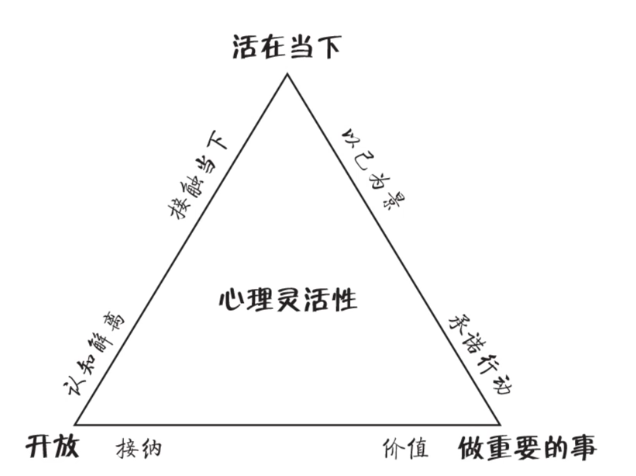 活在当下
接触当下
以己为景
心理灵活性
认知解离
承诺行动
开放
接纳
价值
做重要的事